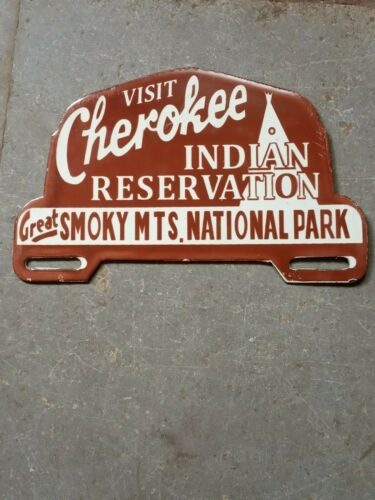 VISIT
Cherokee
INDIAN
RESERVATION
Great SMOKY MTS. NATIONAL PARK